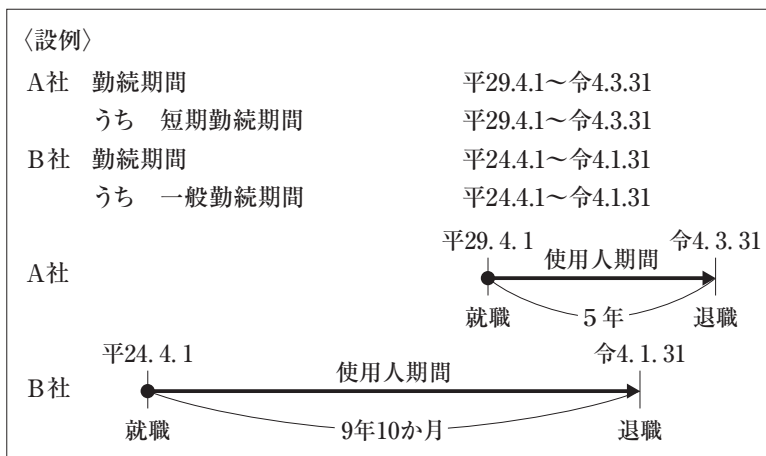 〈設例〉
A社 勤続期間 平29.4.1～令4.3.31
うち 短期勤続期間 平29.4.1～令4.3.31
B社 勤続期間 平24.4.1～令4.1.31
うち 一般勤続期間 平24.4.1～令4.1.31
平29. 4. 1 令4. 3. 31
使用人期間
A社
就職 5年 退職
平24. 4. 1 令4. 1. 31
使用人期間
B社
就職 9年10か月 退職